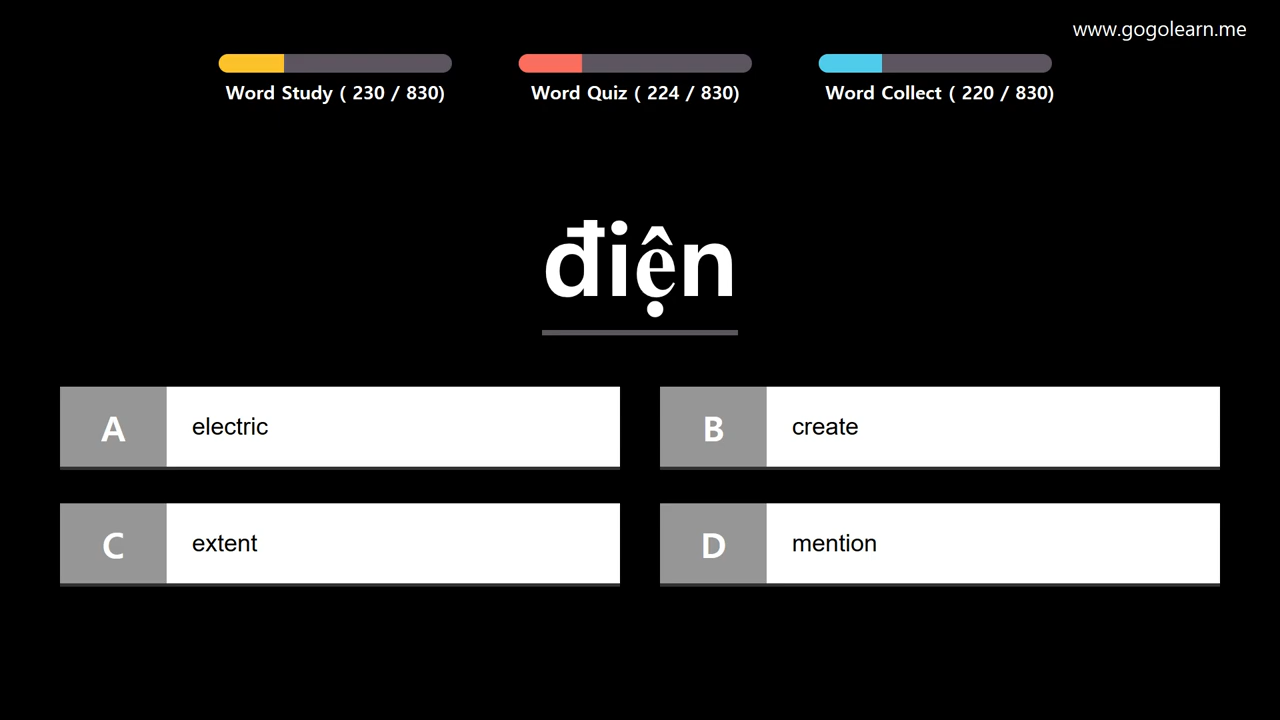 www.gogolearn.me
Word Study ( 230 / 830)
Word Quiz ( 224 / 830)
Word Collect ( 220 / 830)
điện
A electric
B create
C extent
D mention